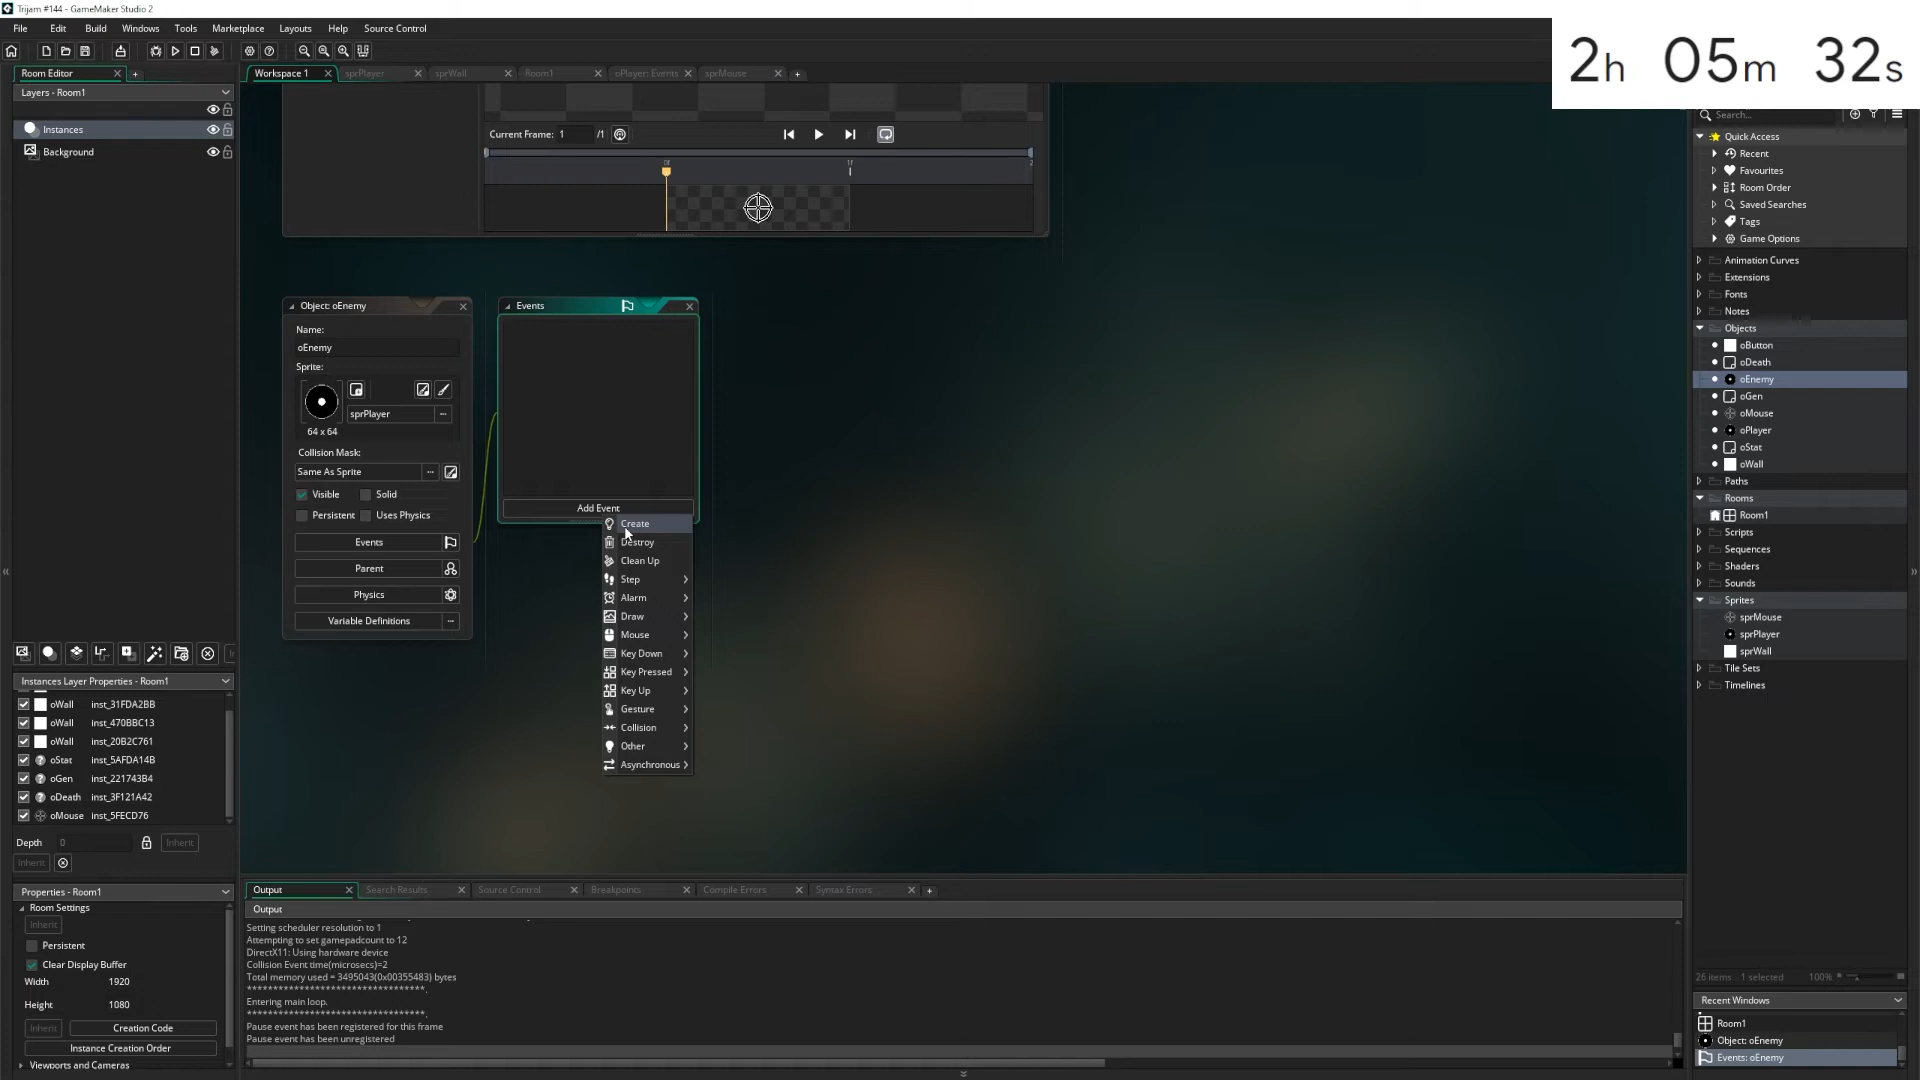 Trijam #144 - GameMaker Studio 2
File Edit Build Windows Tools Marketplace Layouts Help Source Control
2h 05m 32s
Room Editor
Workspace 1 sprPlayer sprWall Room1 oPlayer: Events sprMouse
Layers - Room1
Instances
Background
Current Frame: 1 /1
0f 1f 2
Object: oEnemy
Name:
oEnemy
Sprite:
sprPlayer
64 x 64
Collision Mask:
Same As Sprite
Visible Solid
Persistent Uses Physics
Events
Parent
Physics
Variable Definitions
Events
Add Event
Create
Destroy
Clean Up
Step
Alarm
Draw
Mouse
Key Down
Key Pressed
Key Up
Gesture
Collision
Other
Asynchronous
Instances Layer Properties - Room1
oWall inst_31FDA2BB
oWall inst_470BBC13
oWall inst_20B2C761
oStat inst_5AFDA14B
oGen inst_221743B4
oDeath inst_3F121A42
oMouse inst_5FECD76
Depth 0 Inherit
Inherit
Properties - Room1
Room Settings
Inherit
Persistent
Clear Display Buffer
Width 1920
Height 1080
Inherit Creation Code
Instance Creation Order
Viewports and Cameras
Output Search Results Source Control Breakpoints Compile Errors Syntax Errors
Output
Setting scheduler resolution to 1
Attempting to set gamepadcount to 12
DirectX11: Using hardware device
Collision Event time(microsecs)=2
Total memory used = 3495043(0x00355483) bytes
**********************************.
Entering main loop.
**********************************.
Pause event has been registered for this frame
Pause event has been unregistered
Search...
Quick Access
Recent
Favourites
Room Order
Saved Searches
Tags
Game Options
Animation Curves
Extensions
Fonts
Notes
Objects
oButton
oDeath
oEnemy
oGen
oMouse
oPlayer
oStat
oWall
Paths
Rooms
Room1
Scripts
Sequences
Shaders
Sounds
Sprites
sprMouse
sprPlayer
sprWall
Tile Sets
Timelines
26 items 1 selected 100%
Recent Windows
Room1
Object: oEnemy
Events: oEnemy